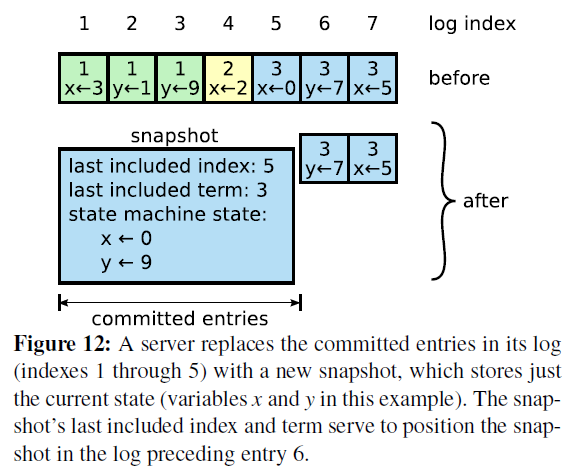 1 2 3 4 5 6 7 log index
1 1 1 2 3 3 3
x←3 y←1 y←9 x←2 x←0 y←7 x←5
before
snapshot
3 3
y←7 x←5
last included index: 5
last included term: 3
state machine state:
x ← 0
y ← 9
after
committed entries
Figure 12: A server replaces the committed entries in its log
(indexes 1 through 5) with a new snapshot, which stores just
the current state (variables x and y in this example). The snap-
shot's last included index and term serve to position the snap-
shot in the log preceding entry 6.